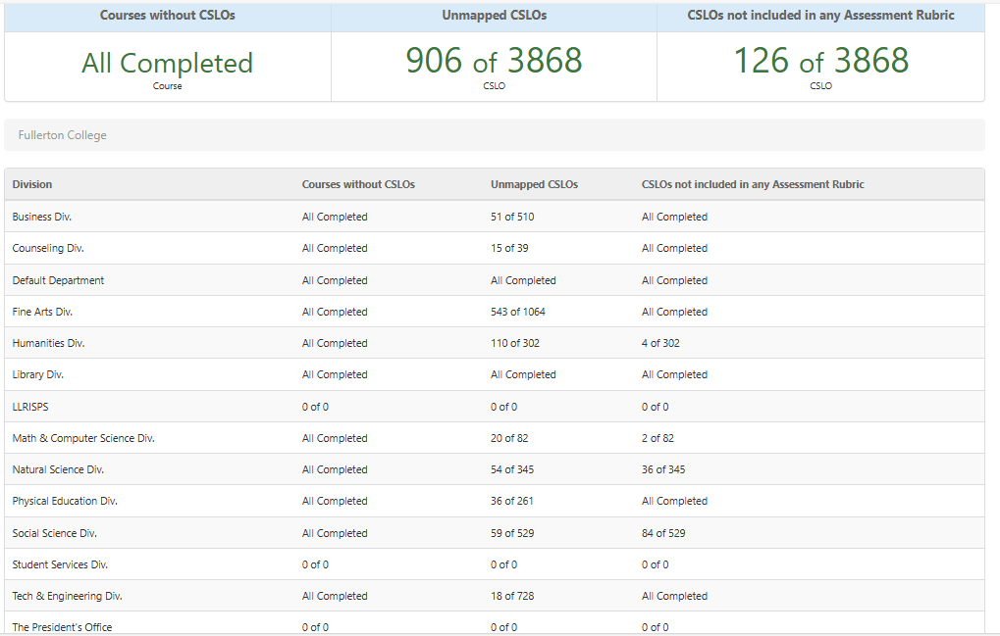 Courses without CSLOs Unmapped CSLOs CSLOs not included in any Assessment Rubric
All Completed 906 of 3868 126 of 3868
Course CSLO CSLO
Fullerton College
Division Courses without CSLOs Unmapped CSLOs CSLOs not included in any Assessment Rubric
Business Div. All Completed 51 of 510 All Completed
Counseling Div. All Completed 15 of 39 All Completed
Default Department All Completed All Completed All Completed
Fine Arts Div. All Completed 543 of 1064 All Completed
Humanities Div. All Completed 110 of 302 4 of 302
Library Div. All Completed All Completed All Completed
LLRISPS 0 of 0 0 of 0 0 of 0
Math & Computer Science Div. All Completed 20 of 82 2 of 82
Natural Science Div. All Completed 54 of 345 36 of 345
Physical Education Div. All Completed 36 of 261 All Completed
Social Science Div. All Completed 59 of 529 84 of 529
Student Services Div. 0 of 0 0 of 0 0 of 0
Tech & Engineering Div. All Completed 18 of 728 All Completed
The President's Office 0 of 0 0 of 0 0 of 0